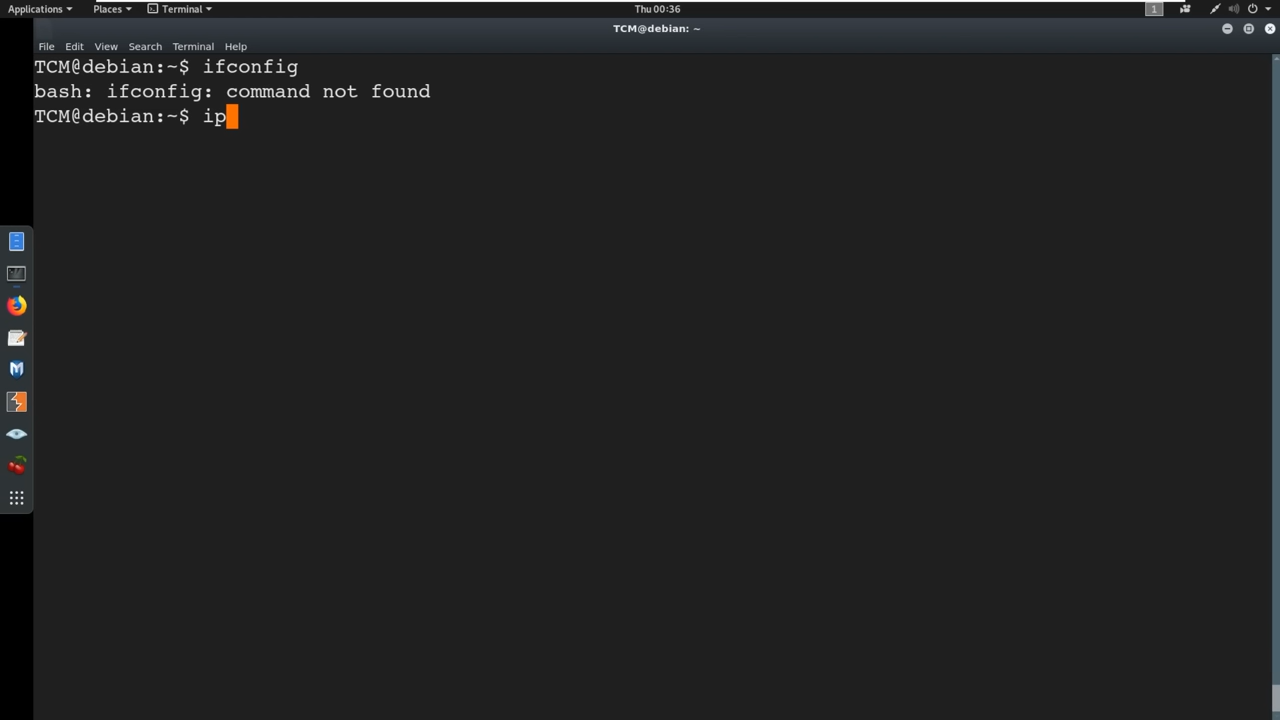 Applications Places Terminal Thu 00:36 1
TCM@debian: ~
File Edit View Search Terminal Help
TCM@debian:~$ ifconfig
bash: ifconfig: command not found
TCM@debian:~$ ip